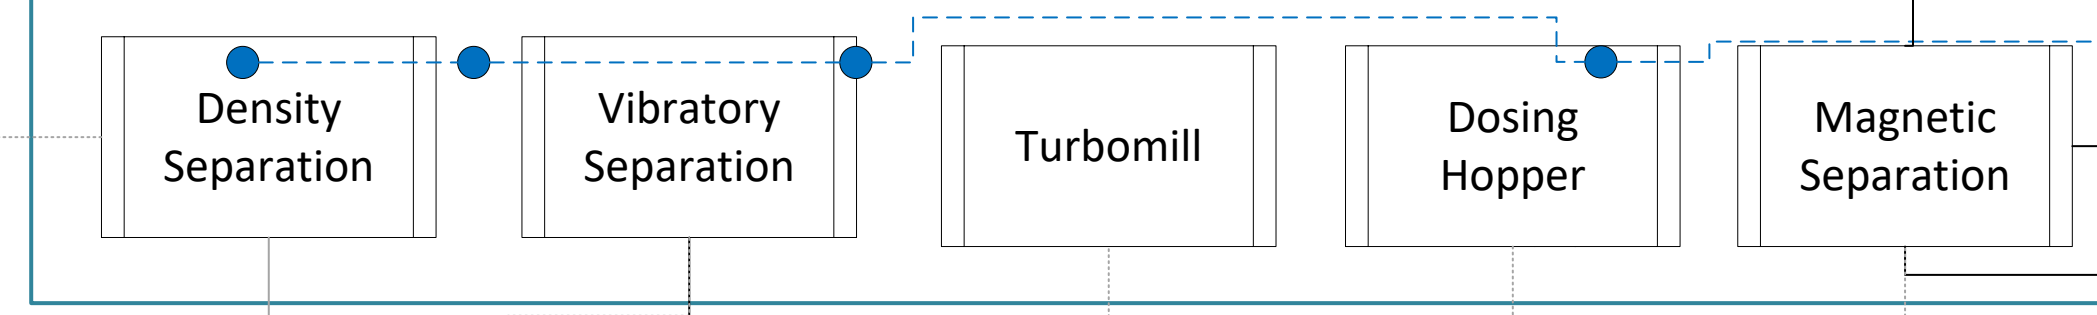 Density
Separation
Vibratory
Separation
Turbomill
Dosing
Hopper
Magnetic
Separation